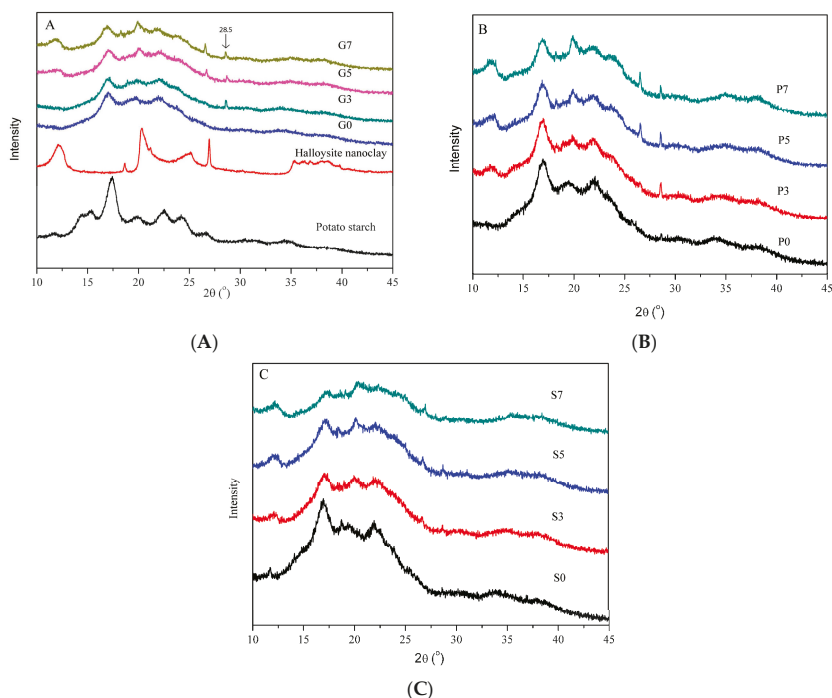 A
28.5
G7
G5
G3
G0
Halloysite nanoclay
Potato starch
Intensity
10 15 20 25 30 35 40 45
2θ (°)
(A)
B
P7
P5
P3
P0
Intensity
10 15 20 25 30 35 40 45
2θ (°)
(B)
C
S7
S5
S3
S0
Intensity
10 15 20 25 30 35 40 45
2θ (°)
(C)